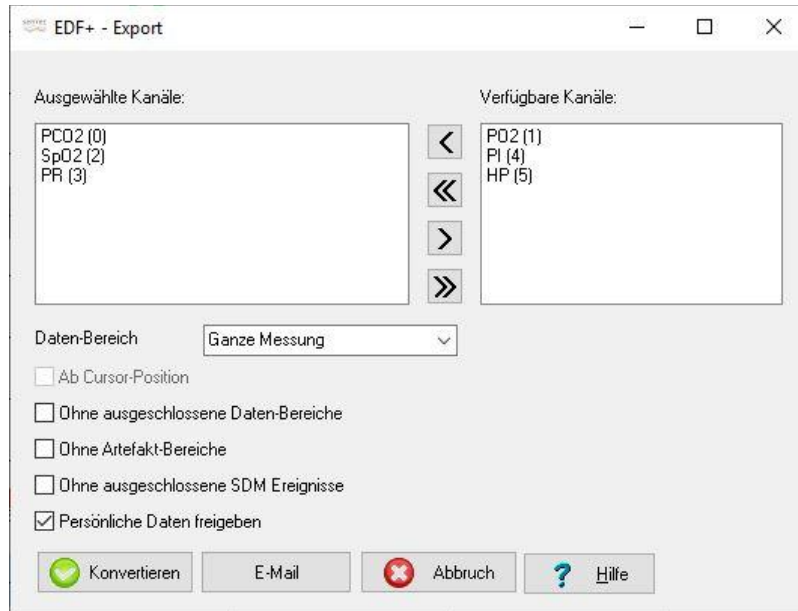 EDF+ - Export
Ausgewählte Kanäle:
PCO2 (0)
SpO2 (2)
PR (3)
Verfügbare Kanäle:
PO2 (1)
PI (4)
HP (5)
Daten-Bereich
Ganze Messung
Ab Cursor-Position
Ohne ausgeschlossene Daten-Bereiche
Ohne Artefakt-Bereiche
Ohne ausgeschlossene SDM Ereignisse
Persönliche Daten freigeben
Konvertieren
E-Mail
Abbruch
Hilfe